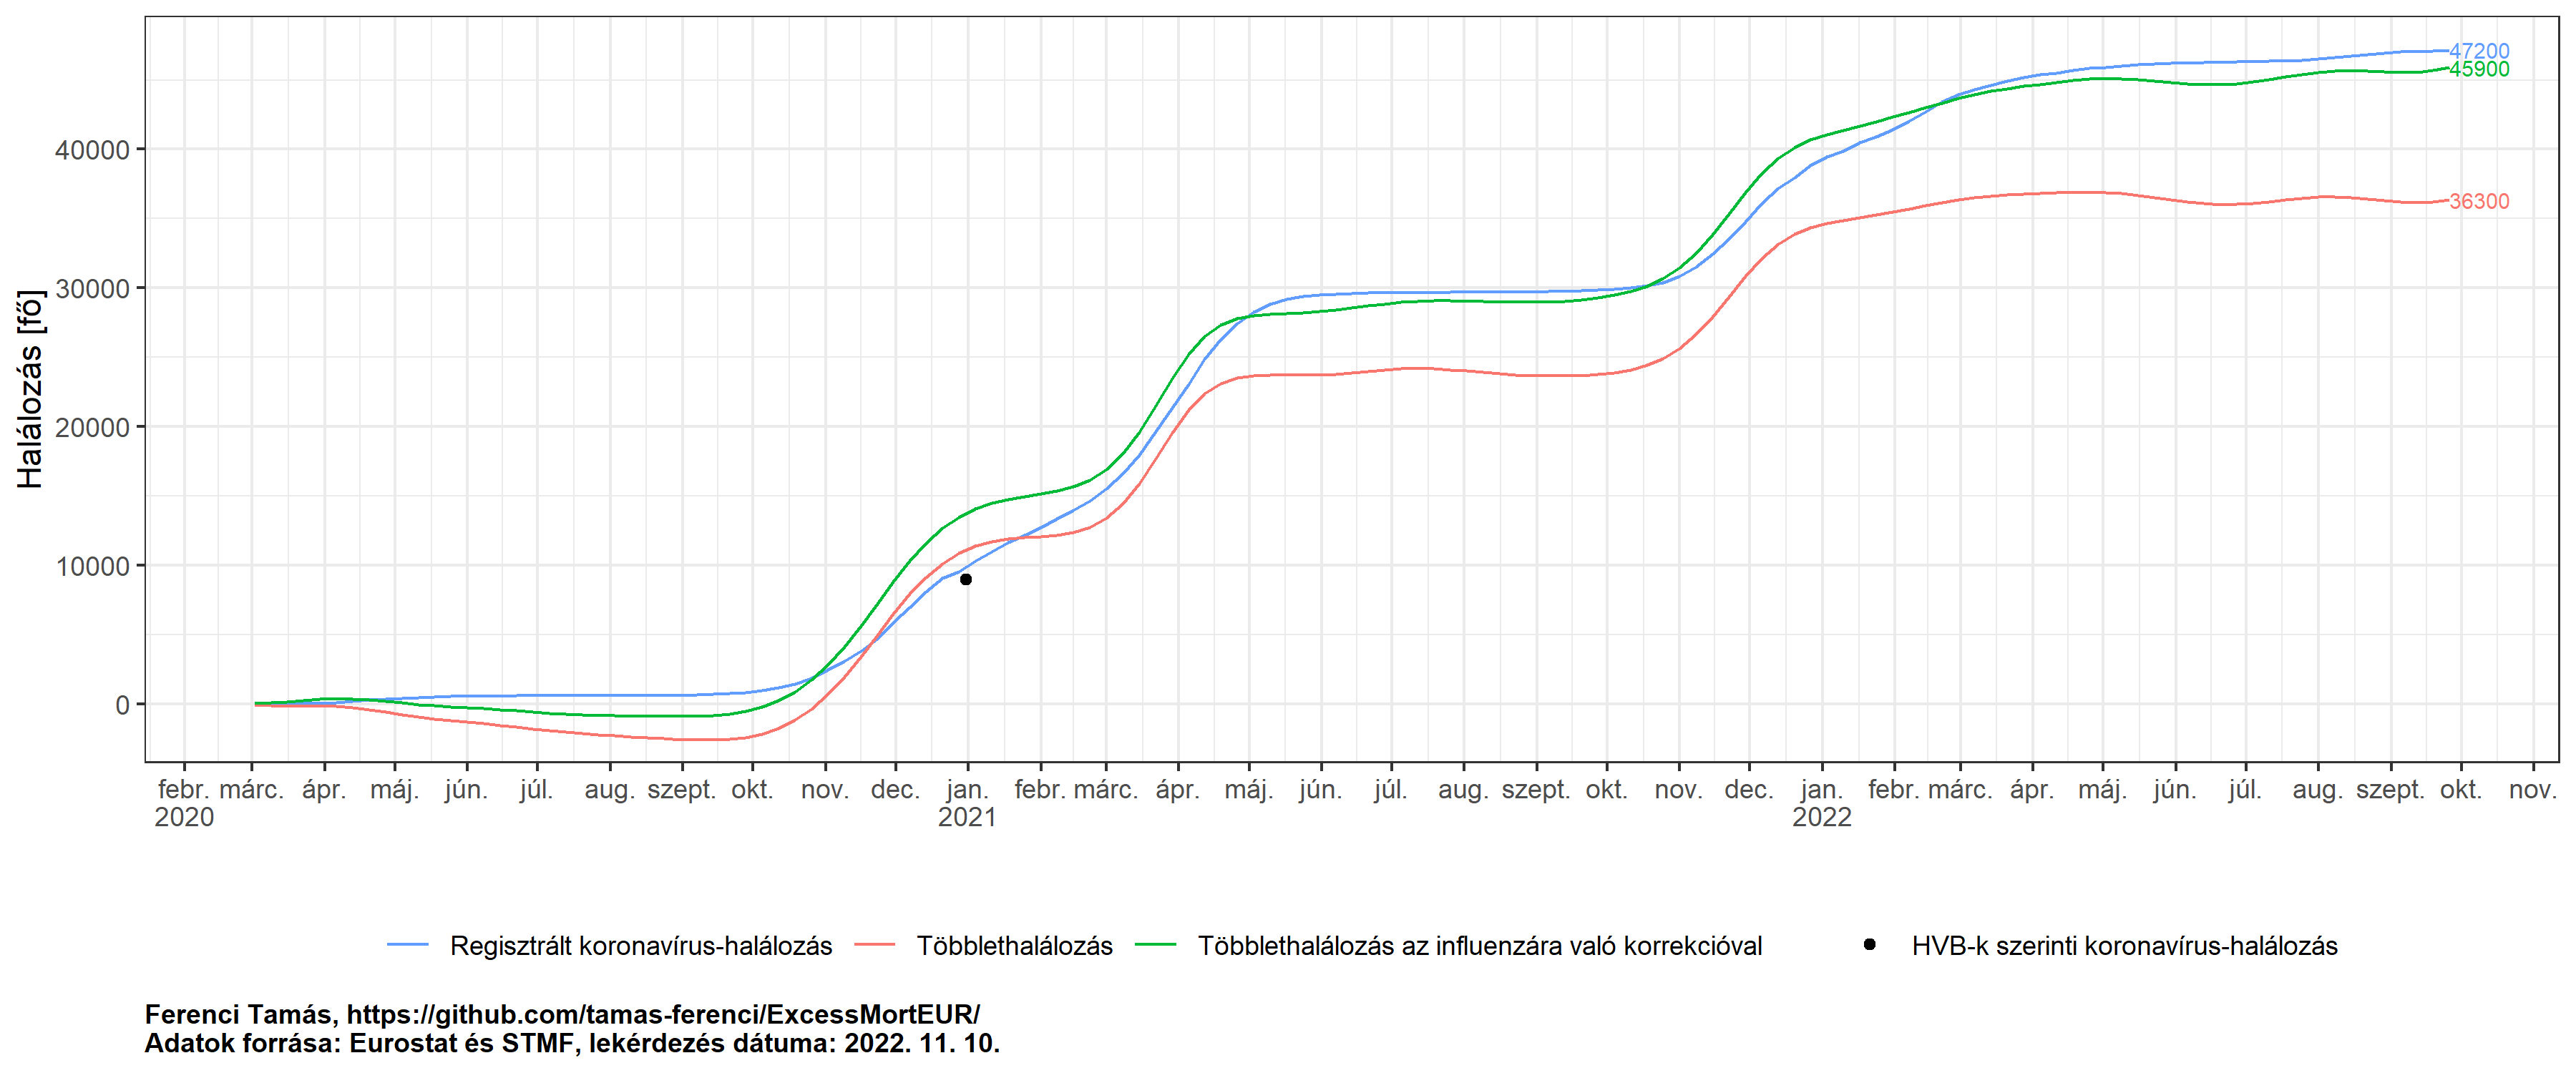 47200
45900
36300
40000
30000
20000
10000
0
Halálozás [fő]
febr. márc. ápr. máj. jún. júl. aug. szept. okt. nov. dec. jan. febr. márc. ápr. máj. jún. júl. aug. szept. okt. nov. dec. jan. febr. márc. ápr. máj. jún. júl. aug. szept. okt. nov.
2020 2021 2022
Regisztrált koronavírus-halálozás Többlethalálozás Többlethalálozás az influenzára való korrekcióval HVB-k szerinti koronavírus-halálozás
Ferenci Tamás, https://github.com/tamas-ferenci/ExcessMortEUR/
Adatok forrása: Eurostat és STMF, lekérdezés dátuma: 2022. 11. 10.